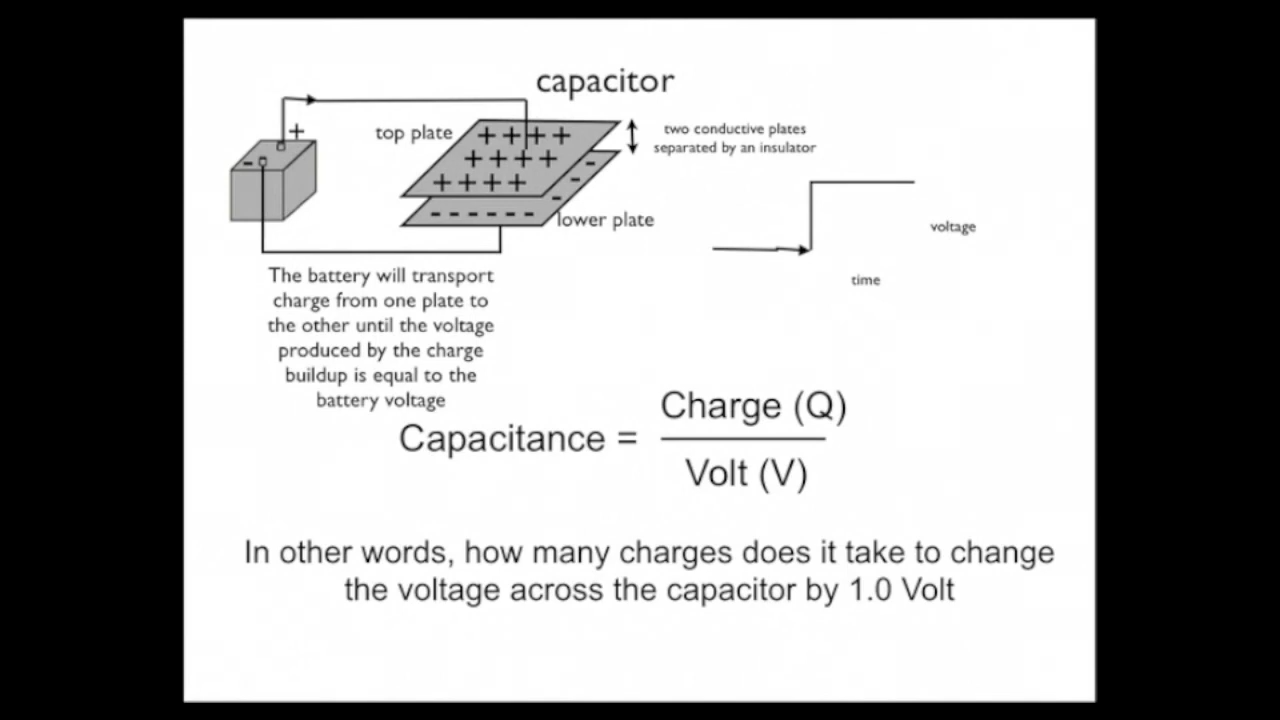 capacitor
top plate
two conductive plates
separated by an insulator
lower plate
voltage
time
The battery will transport
charge from one plate to
the other until the voltage
produced by the charge
buildup is equal to the
battery voltage
Capacitance = Charge (Q)
Volt (V)
In other words, how many charges does it take to change
the voltage across the capacitor by 1.0 Volt